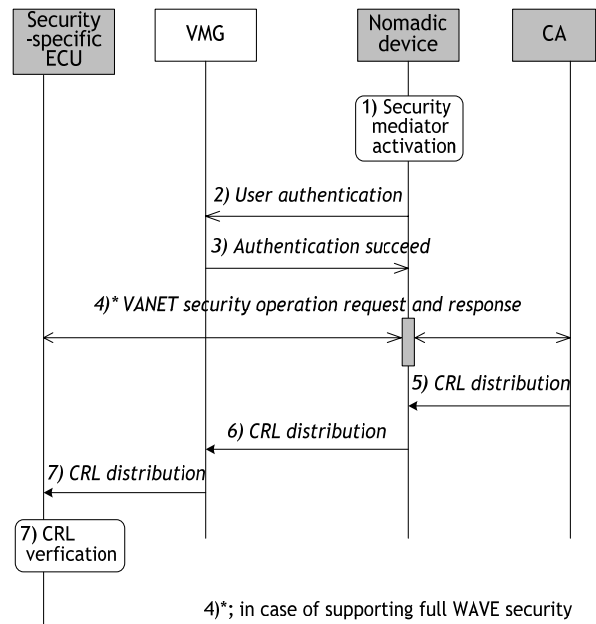 Security
-specific
ECU
VMG
Nomadic
device
CA
1) Security
mediator
activation
2) User authentication
3) Authentication succeed
4)* VANET security operation request and response
5) CRL distribution
6) CRL distribution
7) CRL distribution
7) CRL
verfication
4)*; in case of supporting full WAVE security